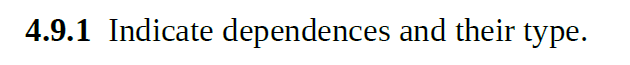 4.9.1 Indicate dependences and their type.